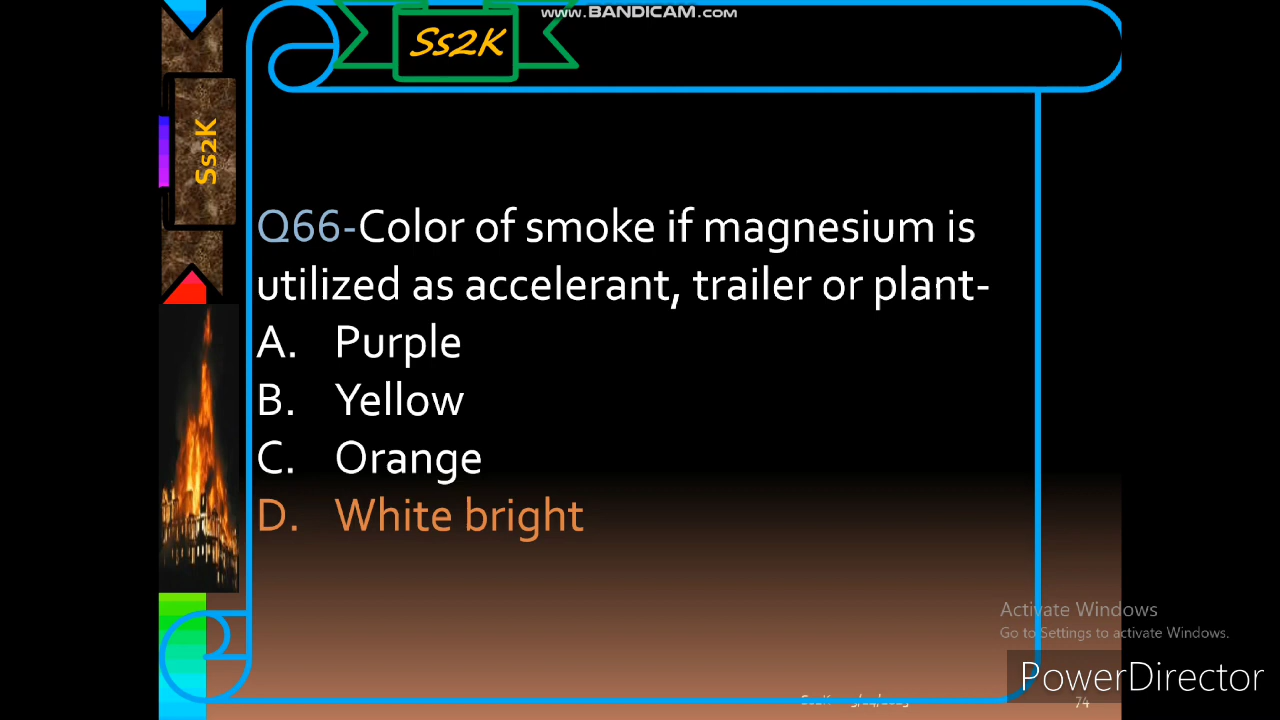 www.BANDICAM.com
Ss2K
Ss2K
Q66-Color of smoke if magnesium is
utilized as accelerant, trailer or plant-
A. Purple
B. Yellow
C. Orange
D. White bright
Activate Windows
Go to Settings to activate Windows.
PowerDirector
74